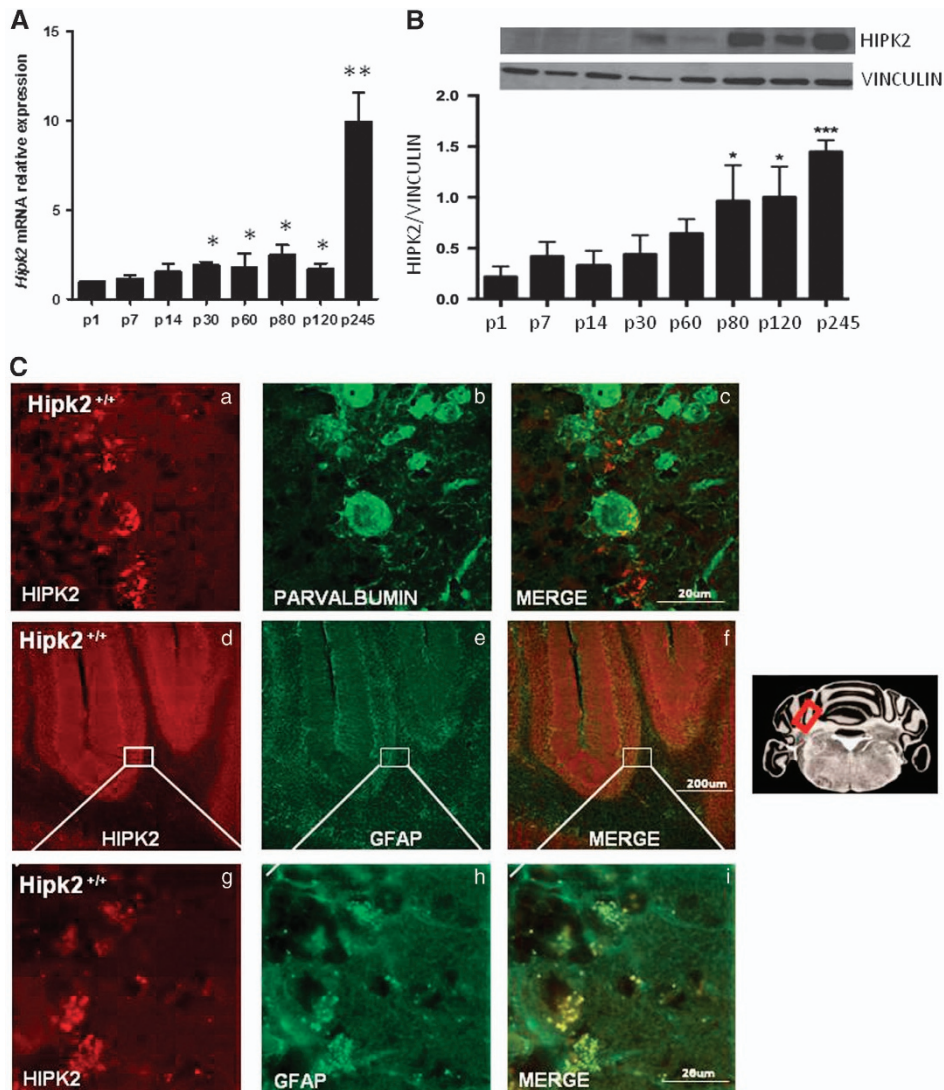 A
Hipk2 mRNA relative expression
15
10
5
0
*
*
*
*
**
p1 p7 p14 p30 p60 p80 p120 p245
B
HIPK2
VINCULIN
HIPK2/VINCULIN
2.0
1.5
1.0
0.5
0.0
*
*
***
p1 p7 p14 p30 p60 p80 p120 p245
C
Hipk2+/+
a
HIPK2
b
PARVALBUMIN
c
MERGE
20um
Hipk2+/+
d
HIPK2
e
GFAP
f
200um
MERGE
Hipk2+/+
g
HIPK2
h
GFAP
i
MERGE
20um